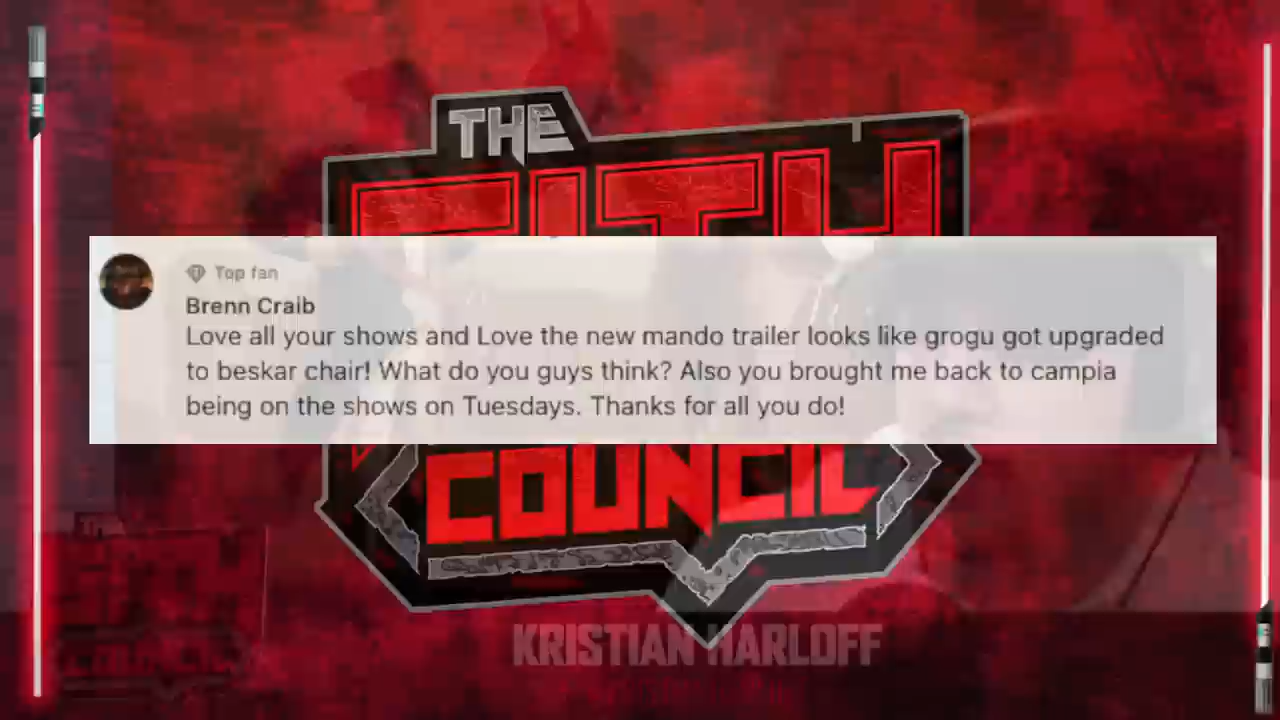 THE
SITH
Top fan
Brenn Craib
Love all your shows and Love the new mando trailer looks like grogu got upgraded
to beskar chair! What do you guys think? Also you brought me back to campia
being on the shows on Tuesdays. Thanks for all you do!
COUNCIL
KRISTIAN HARLOFF